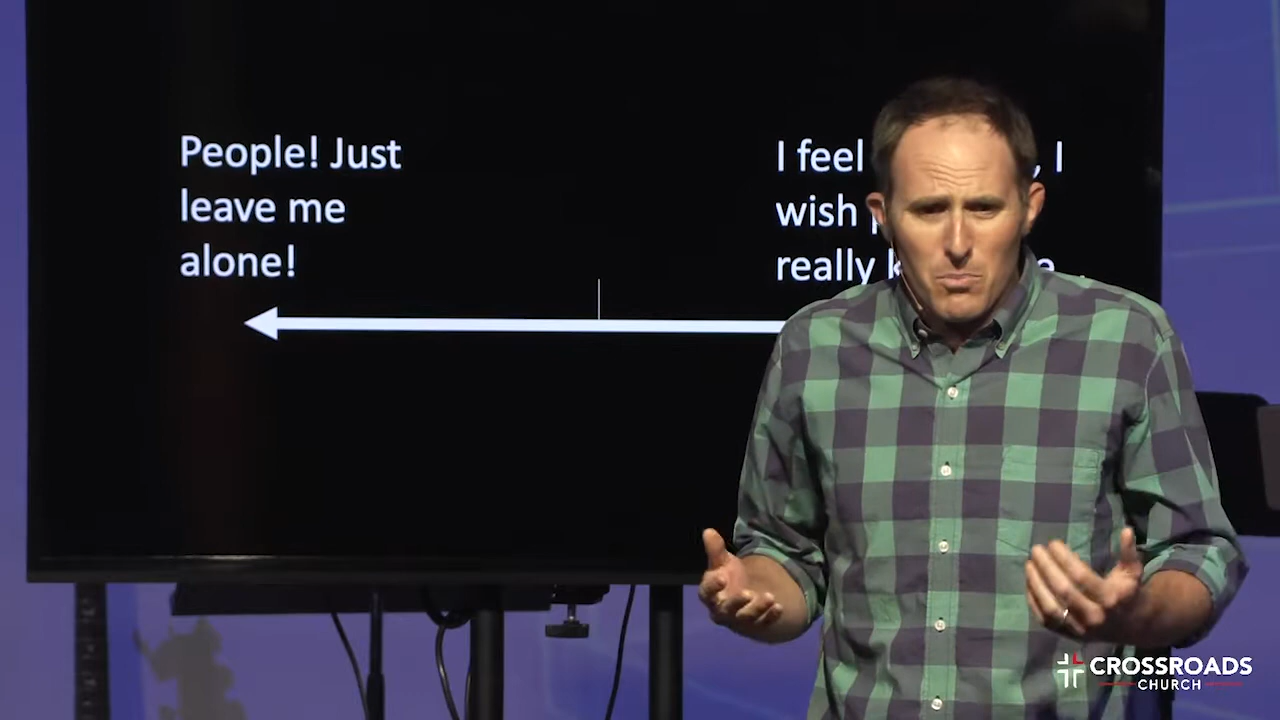 People! Just
leave me
alone!
I feel , I
wish
really
CROSSROADS
CHURCH